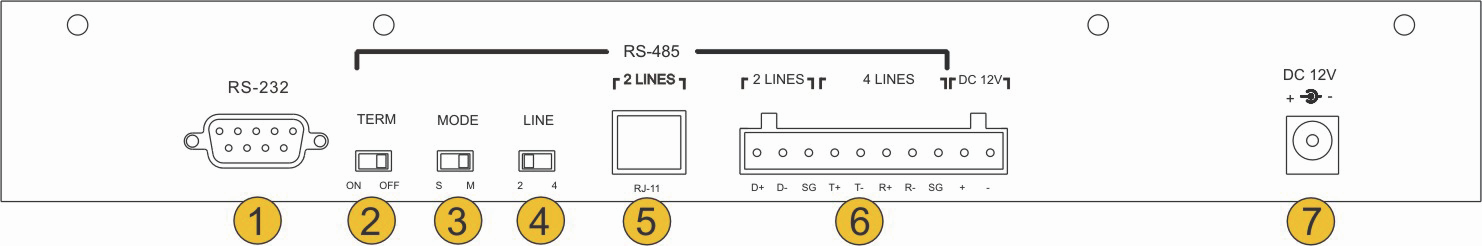 RS-485
RS-232
2 LINES
2 LINES
4 LINES
DC 12V
DC 12V
+ -
TERM
MODE
LINE
ON OFF
S M
2 4
RJ-11
D+ D- SG T+ T- R+ R- SG + -
1 2 3 4 5 6 7